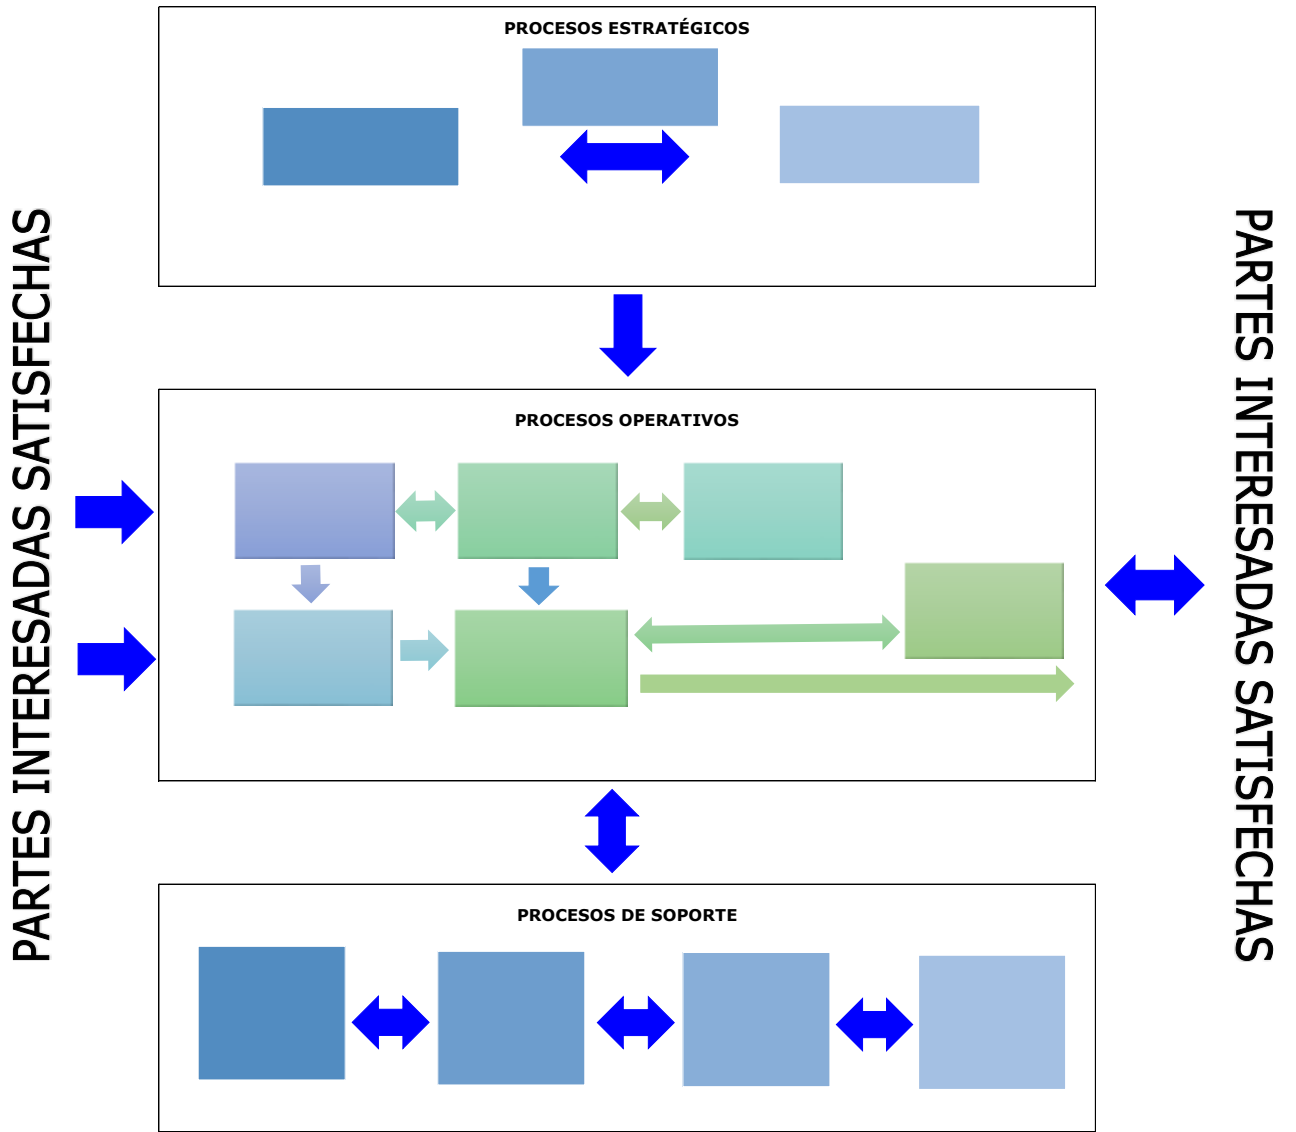 PROCESOS ESTRATÉGICOS
PARTES INTERESADAS SATISFECHAS
PARTES INTERESADAS SATISFECHAS
PROCESOS OPERATIVOS
PROCESOS DE SOPORTE